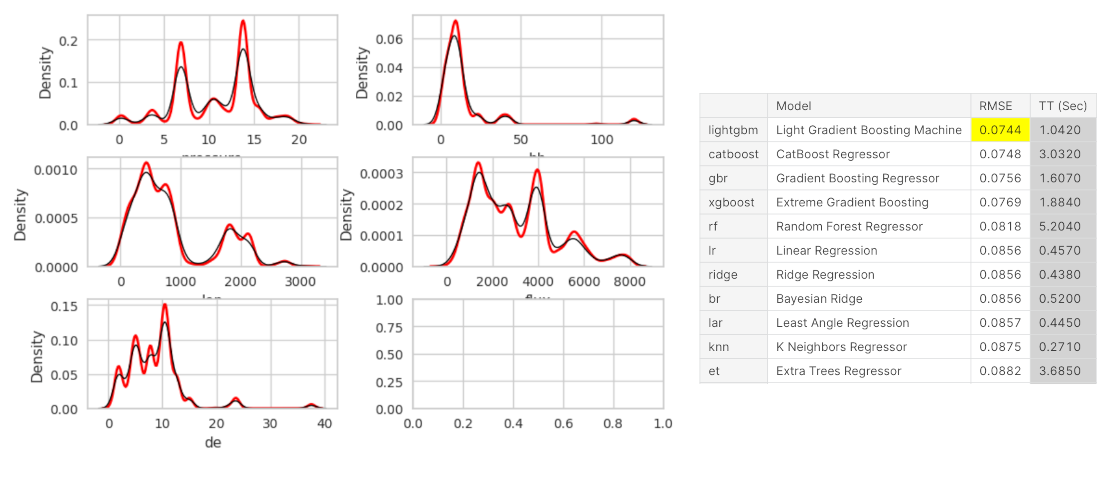 Density
0.2
0.1
0.0
0 5 10 15 20
Density
0.06
0.04
0.02
0.00
0 50 100
Density
0.0010
0.0005
0.0000
0 1000 2000 3000
Density
0.0003
0.0002
0.0001
0.0000
0 2000 4000 6000 8000
Density
0.15
0.10
0.05
0.00
0 10 20 30 40
de
1.00
0.75
0.50
0.25
0.00
0.0 0.2 0.4 0.6 0.8 1.0
Model RMSE TT (Sec)
lightgbm Light Gradient Boosting Machine 0.0744 1.0420
catboost CatBoost Regressor 0.0748 3.0320
gbr Gradient Boosting Regressor 0.0756 1.6070
xgboost Extreme Gradient Boosting 0.0769 1.8840
rf Random Forest Regressor 0.0818 5.2040
lr Linear Regression 0.0856 0.4570
ridge Ridge Regression 0.0856 0.4380
br Bayesian Ridge 0.0856 0.5200
lar Least Angle Regression 0.0857 0.4450
knn K Neighbors Regressor 0.0875 0.2710
et Extra Trees Regressor 0.0882 3.6850